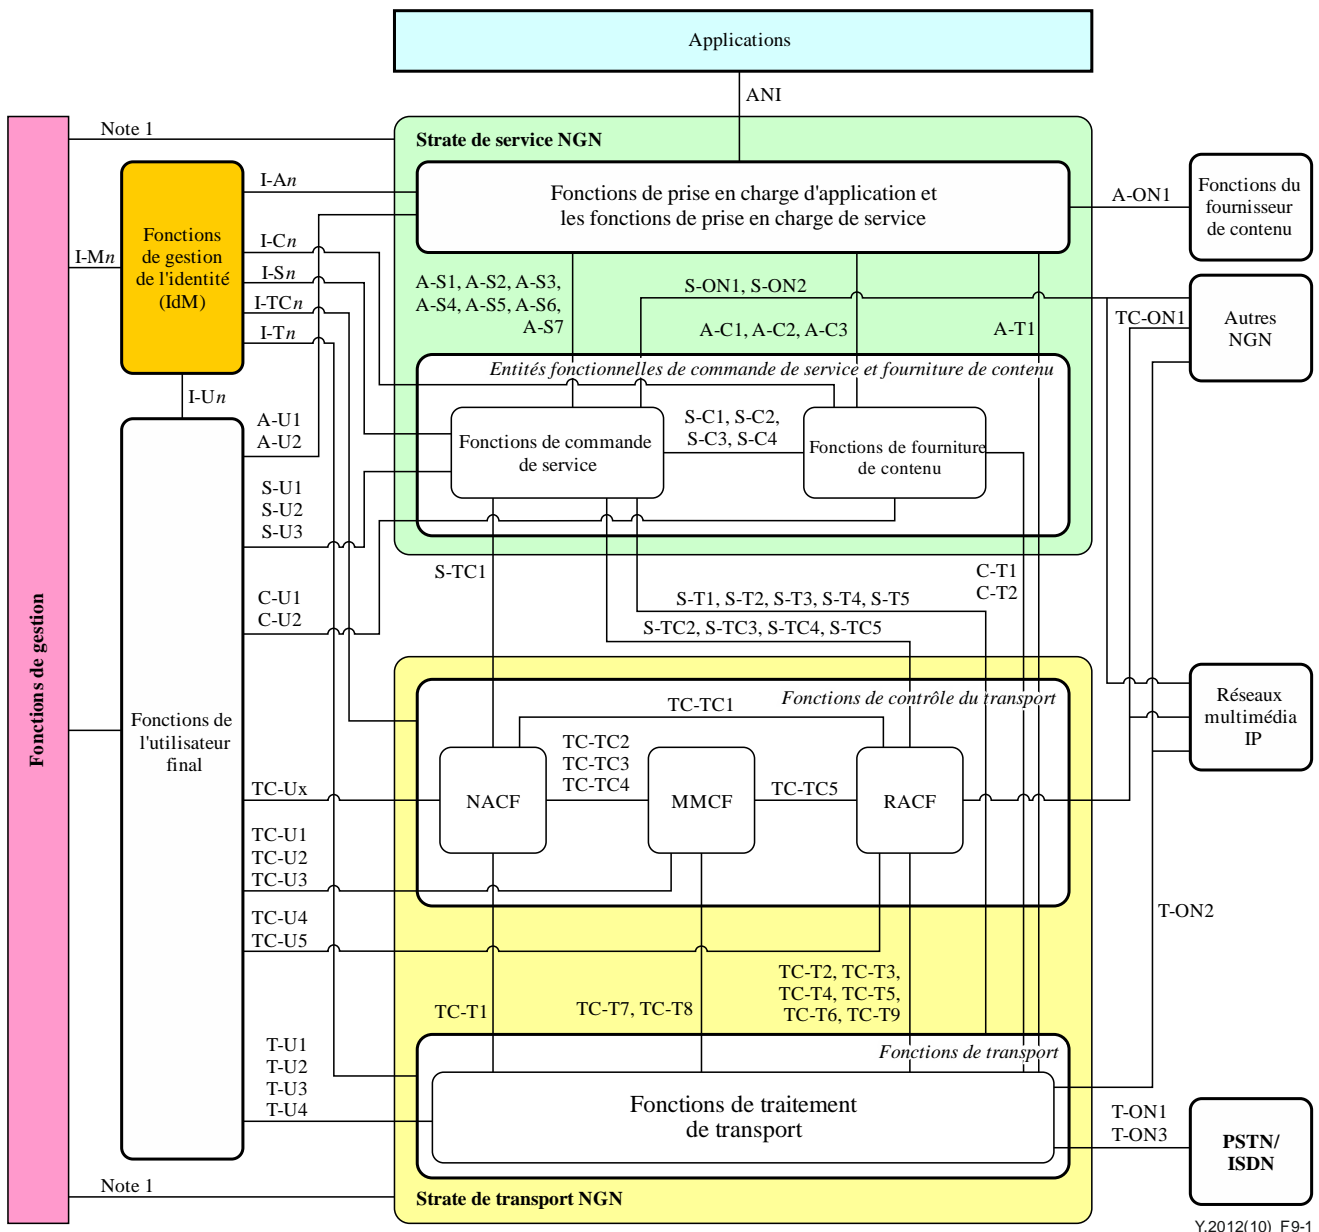 Applications
ANI
Note 1
Strate de service NGN
I-An
Fonctions de prise en charge d'application et
les fonctions de prise en charge de service
A-ON1
Fonctions du
fournisseur
de contenu
Fonctions
de gestion
de l'identité
(IdM)
I-Mn
I-Cn
I-Sn
I-TCn
I-Tn
A-S1, A-S2, A-S3,
A-S4, A-S5, A-S6,
A-S7
S-ON1, S-ON2
A-C1, A-C2, A-C3
A-T1
TC-ON1
Autres
NGN
Entités fonctionnelles de commande de service et fourniture de contenu
I-Un
A-U1
A-U2
Fonctions de commande
de service
S-C1, S-C2,
S-C3, S-C4
Fonctions de fourniture
de contenu
S-U1
S-U2
S-U3
S-TC1
C-T1
C-T2
C-U1
C-U2
S-T1, S-T2, S-T3, S-T4, S-T5
S-TC2, S-TC3, S-TC4, S-TC5
Fonctions de gestion
Fonctions de
l'utilisateur
final
Fonctions de contrôle du transport
TC-TC1
Réseaux
multimédia
IP
TC-Ux
NACF
TC-TC2
TC-TC3
TC-TC4
MMCF
TC-TC5
RACF
TC-U1
TC-U2
TC-U3
TC-U4
TC-U5
T-ON2
TC-T1
TC-T7, TC-T8
TC-T2, TC-T3,
TC-T4, TC-T5,
TC-T6, TC-T9
Fonctions de transport
T-U1
T-U2
T-U3
T-U4
Fonctions de traitement
de transport
T-ON1
T-ON3
PSTN/
ISDN
Note 1
Strate de transport NGN
Y.2012(10)_F9-1